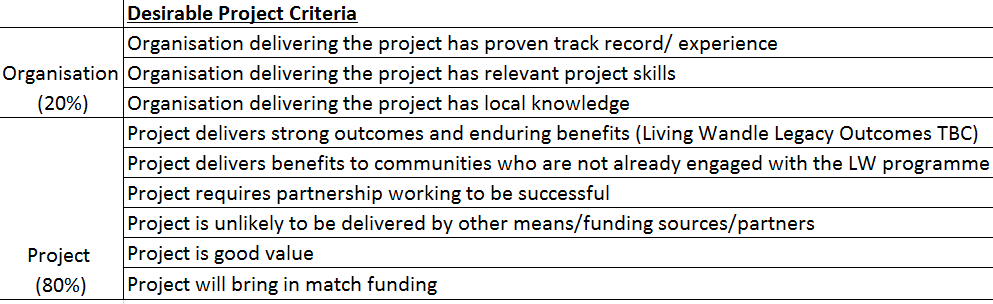 Desirable Project Criteria
Organisation delivering the project has proven track record/ experience
Organisation (20%)
Organisation delivering the project has relevant project skills
Organisation delivering the project has local knowledge
Project delivers strong outcomes and enduring benefits (Living Wandle Legacy Outcomes TBC)
Project delivers benefits to communities who are not already engaged with the LW programme
Project requires partnership working to be successful
Project is unlikely to be delivered by other means/funding sources/partners
Project (80%)
Project is good value
Project will bring in match funding